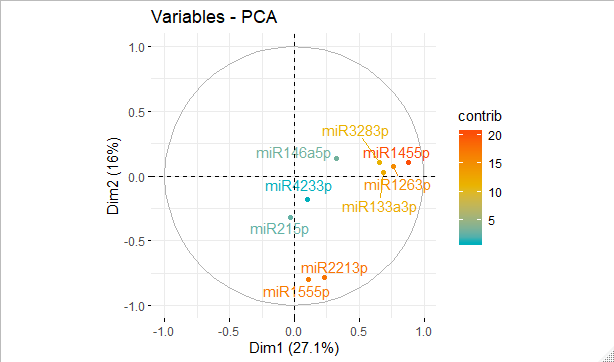 Variables - PCA
1.0
0.5
0.0
-0.5
-1.0
Dim2 (16%)
miR3283p
miR146a5p
miR1455p
miR4233p
miR1263p
miR133a3p
miR215p
miR2213p
miR1555p
-1.0 -0.5 0.0 0.5 1.0
Dim1 (27.1%)
contrib
20
15
10
5